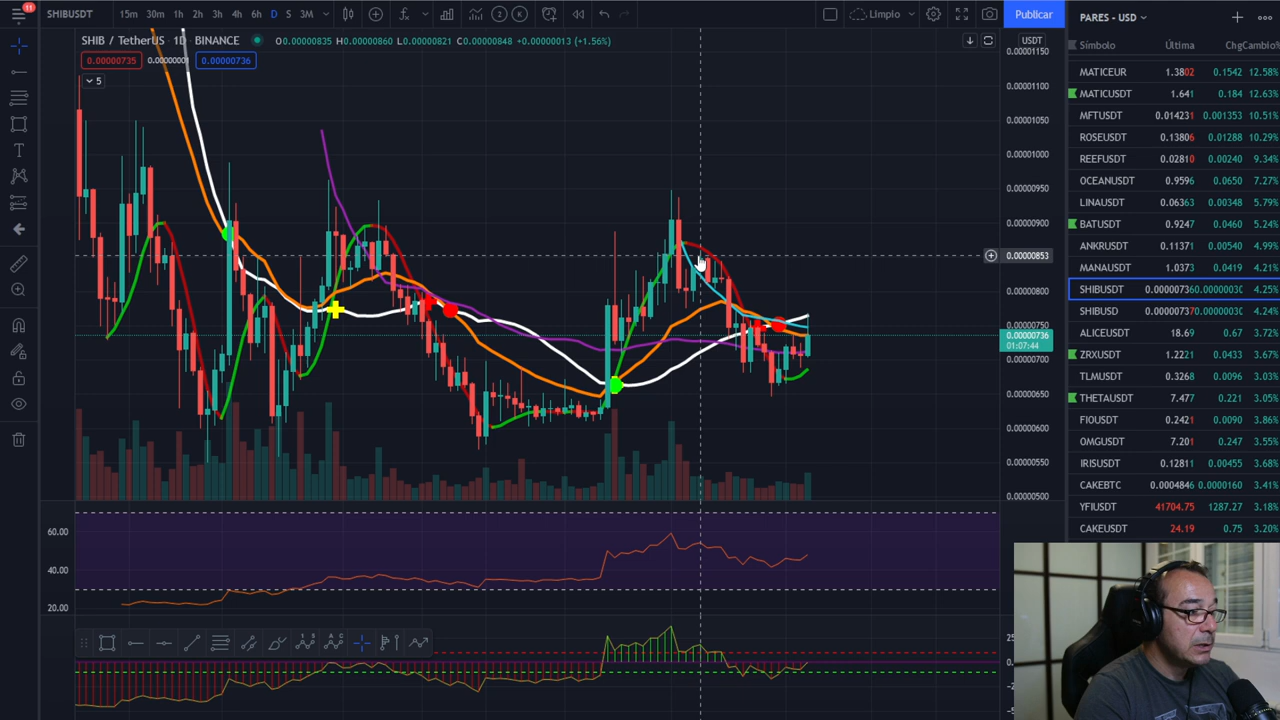 11
SHIBUSDT
15m 30m 1h 2h 3h 4h 6h D S 3M
2
K
Limpio
Publicar
PARES - USD
SHIB / TetherUS · 1D · BINANCE
O0.00000835 H0.00000860 L0.00000821 C0.00000848 +0.00000013 (+1.56%)
0.00000735
0.00000001
0.00000736
5
USDT
0.00001150
0.00001100
0.00001050
0.00001000
0.00000950
0.00000900
0.00000853
0.00000800
0.00000750
0.00000736
01:07:44
0.00000700
0.00000650
0.00000600
0.00000550
0.00000500
60.00
40.00
20.00
Símbolo Última Chg Cambio%
MATICEUR 1.3802 0.1542 12.58%
MATICUSDT 1.641 0.184 12.63%
MFTUSDT 0.014231 0.001353 10.51%
ROSEUSDT 0.13806 0.01288 10.29%
REEFUSDT 0.02810 0.00240 9.34%
OCEANUSDT 0.9596 0.0650 7.27%
LINAUSDT 0.06363 0.00348 5.79%
BATUSDT 0.9247 0.0460 5.24%
ANKRUSDT 0.11371 0.00540 4.99%
MANAUSDT 1.0373 0.0419 4.21%
SHIBUSDT 0.00000736 4.25%
SHIBUSD 0.00000737 4.24%
ALICEUSDT 18.69 0.67 3.72%
ZRXUSDT 1.2221 0.0433 3.67%
TLMUSDT 0.3268 0.0096 3.03%
THETAUSDT 7.477 0.221 3.05%
FIOUSDT 0.2421 0.0090 3.86%
OMGUSDT 7.201 0.247 3.55%
IRISUSDT 0.12811 0.00455 3.68%
CAKEBTC 0.0004846 0.0000160 3.41%
YFIUSDT 41704.75 1287.27 3.18%
CAKEUSDT 24.19 0.75 3.20%